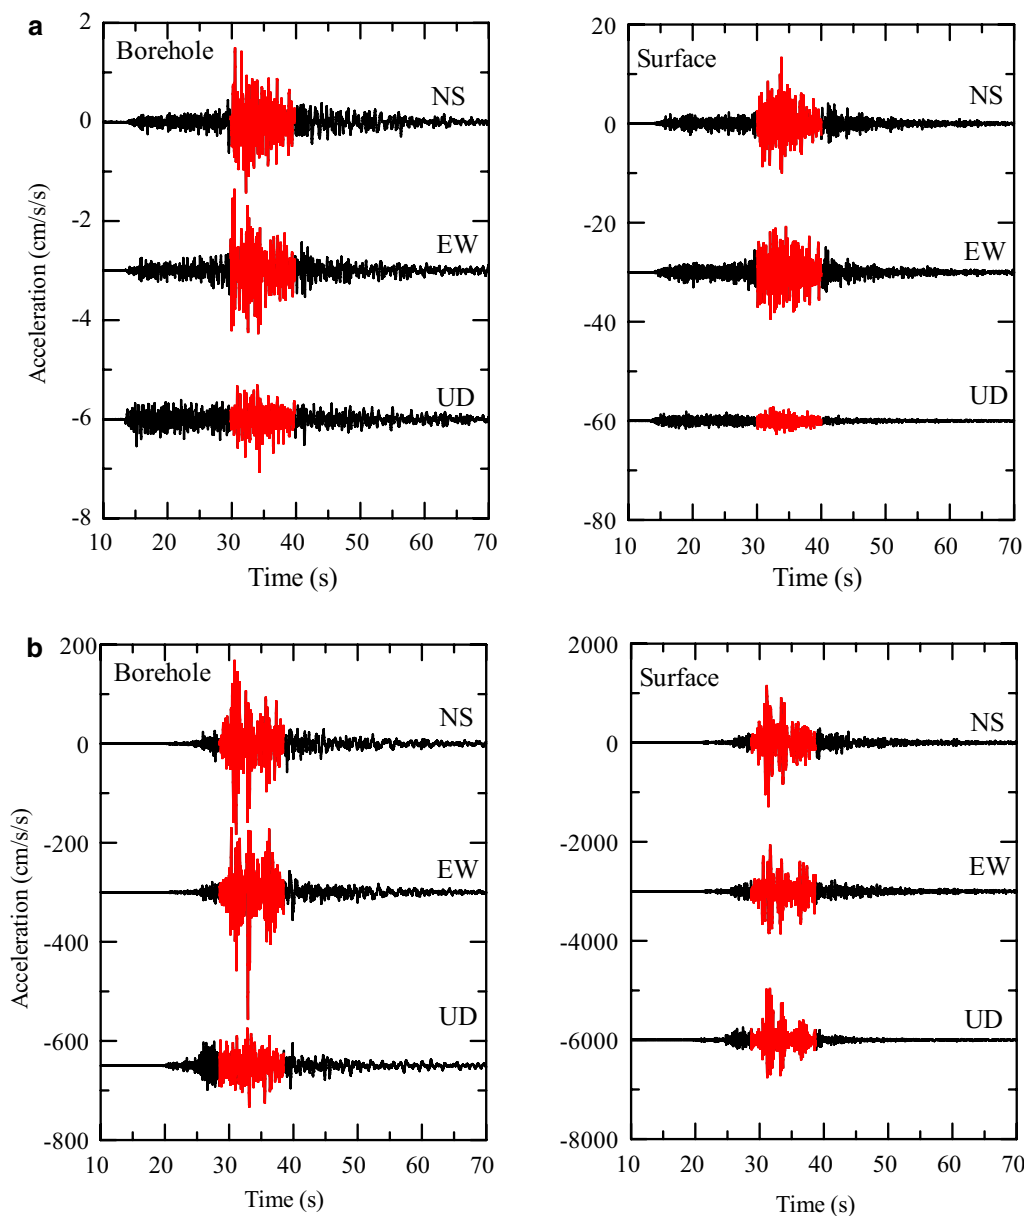 a
Borehole
NS
EW
UD
2
0
-2
-4
-6
-8
10 20 30 40 50 60 70
Acceleration (cm/s/s)
Time (s)
Surface
NS
EW
UD
20
0
-20
-40
-60
-80
10 20 30 40 50 60 70
Time (s)
b
Borehole
NS
EW
UD
200
0
-200
-400
-600
-800
10 20 30 40 50 60 70
Acceleration (cm/s/s)
Time (s)
Surface
NS
EW
UD
2000
0
-2000
-4000
-6000
-8000
10 20 30 40 50 60 70
Time (s)